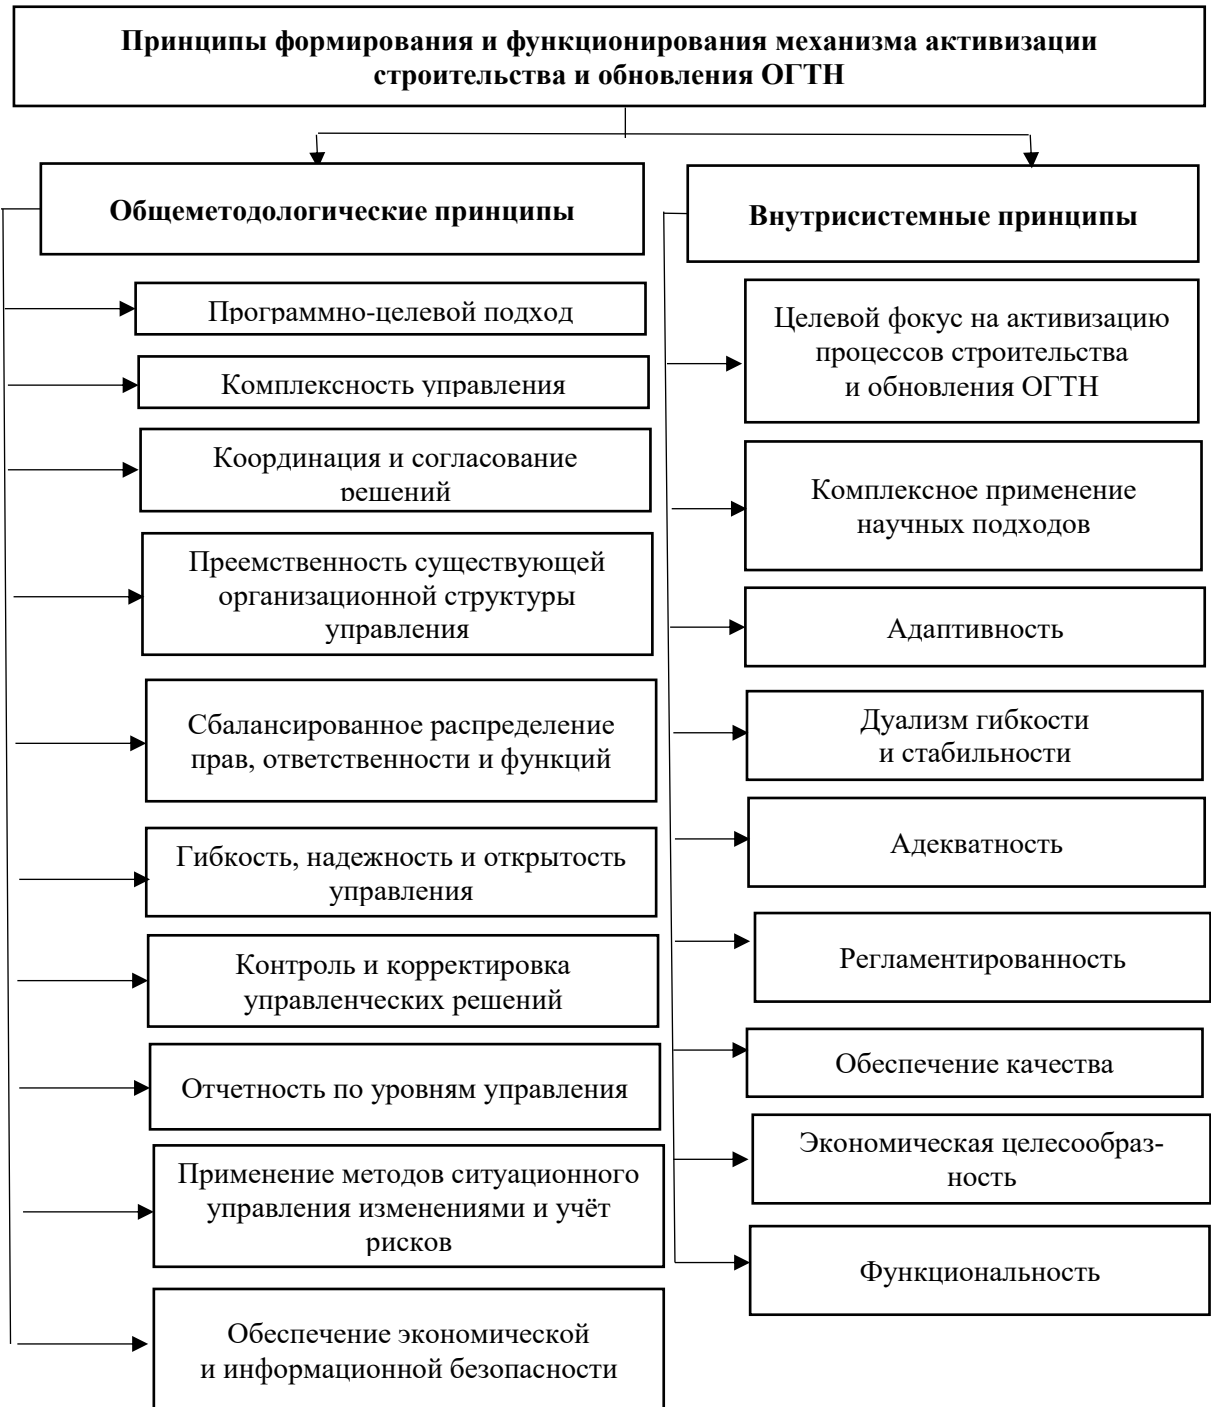 Принципы формирования и функционирования механизма активизации
строительства и обновления ОГТН
Общеметодологические принципы
Программно-целевой подход
Комплексность управления
Координация и согласование
решений
Преемственность существующей
организационной структуры
управления
Сбалансированное распределение
прав, ответственности и функций
Гибкость, надежность и открытость
управления
Контроль и корректировка
управленческих решений
Отчетность по уровням управления
Применение методов ситуационного
управления изменениями и учёт
рисков
Обеспечение экономической
и информационной безопасности
Внутрисистемные принципы
Целевой фокус на активизацию
процессов строительства
и обновления ОГТН
Комплексное применение
научных подходов
Адаптивность
Дуализм гибкости
и стабильности
Адекватность
Регламентированность
Обеспечение качества
Экономическая целесообраз-
ность
Функциональность